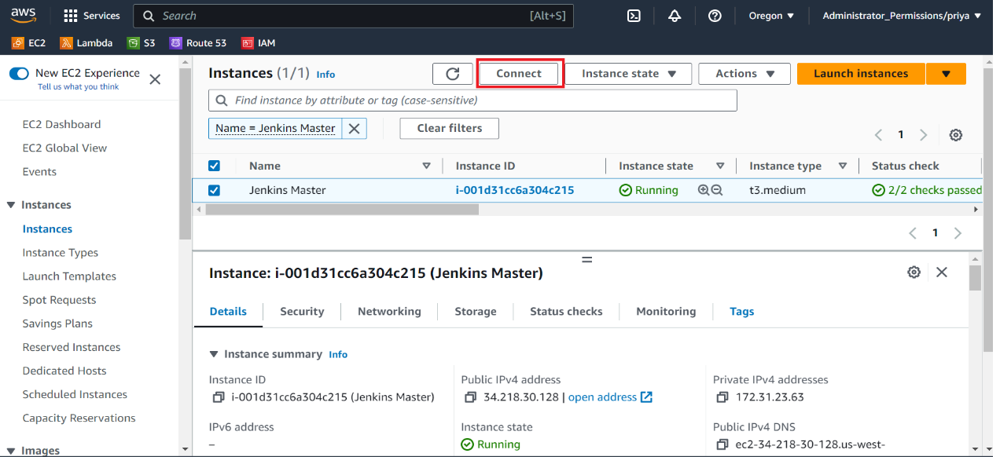 aws
Services
Search
[Alt+S]
Oregon
Administrator_Permissions/priya
EC2
Lambda
S3
Route 53
IAM
New EC2 Experience
Tell us what you think
EC2 Dashboard
EC2 Global View
Events
Instances
Instances
Instance Types
Launch Templates
Spot Requests
Savings Plans
Reserved Instances
Dedicated Hosts
Scheduled Instances
Capacity Reservations
Images
Instances (1/1) Info
Connect
Instance state
Actions
Launch instances
Find instance by attribute or tag (case-sensitive)
Name = Jenkins Master
Clear filters
1
Name
Instance ID
Instance state
Instance type
Status check
Jenkins Master
i-001d31cc6a304c215
Running
t3.medium
2/2 checks passed
1
Instance: i-001d31cc6a304c215 (Jenkins Master)
Details
Security
Networking
Storage
Status checks
Monitoring
Tags
Instance summary Info
Instance ID
i-001d31cc6a304c215 (Jenkins Master)
Public IPv4 address
34.218.30.128 | open address
Private IPv4 addresses
172.31.23.63
IPv6 address
–
Instance state
Running
Public IPv4 DNS
ec2-34-218-30-128.us-west-